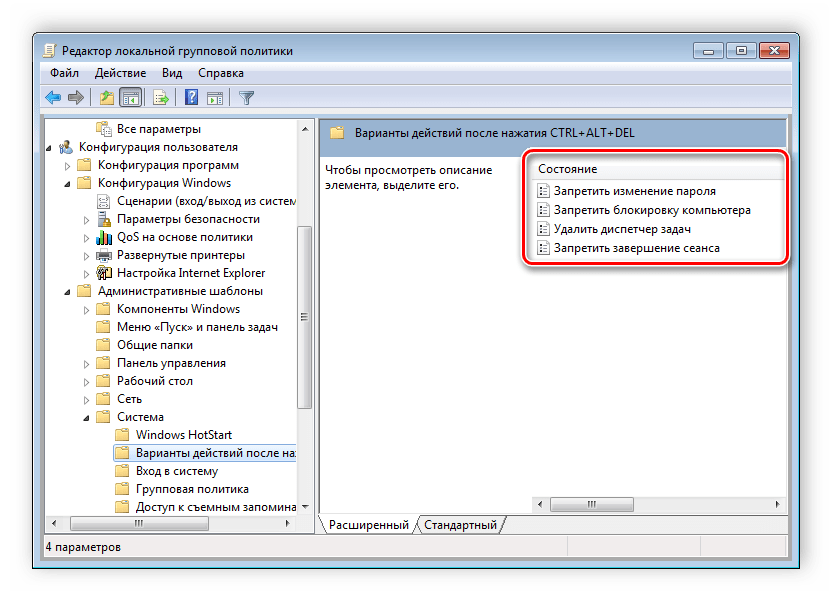 Редактор локальной групповой политики
Файл Действие Вид Справка
Все параметры
Конфигурация пользователя
Конфигурация программ
Конфигурация Windows
Сценарии (вход/выход из систем
Параметры безопасности
QoS на основе политики
Развернутые принтеры
Настройка Internet Explorer
Административные шаблоны
Компоненты Windows
Меню «Пуск» и панель задач
Общие папки
Панель управления
Рабочий стол
Сеть
Система
Windows HotStart
Варианты действий после на
Вход в систему
Групповая политика
Доступ к съемным запомина
Варианты действий после нажатия CTRL+ALT+DEL
Чтобы просмотреть описание
элемента, выделите его.
Состояние
Запретить изменение пароля
Запретить блокировку компьютера
Удалить диспетчер задач
Запретить завершение сеанса
Расширенный Стандартный
4 параметров